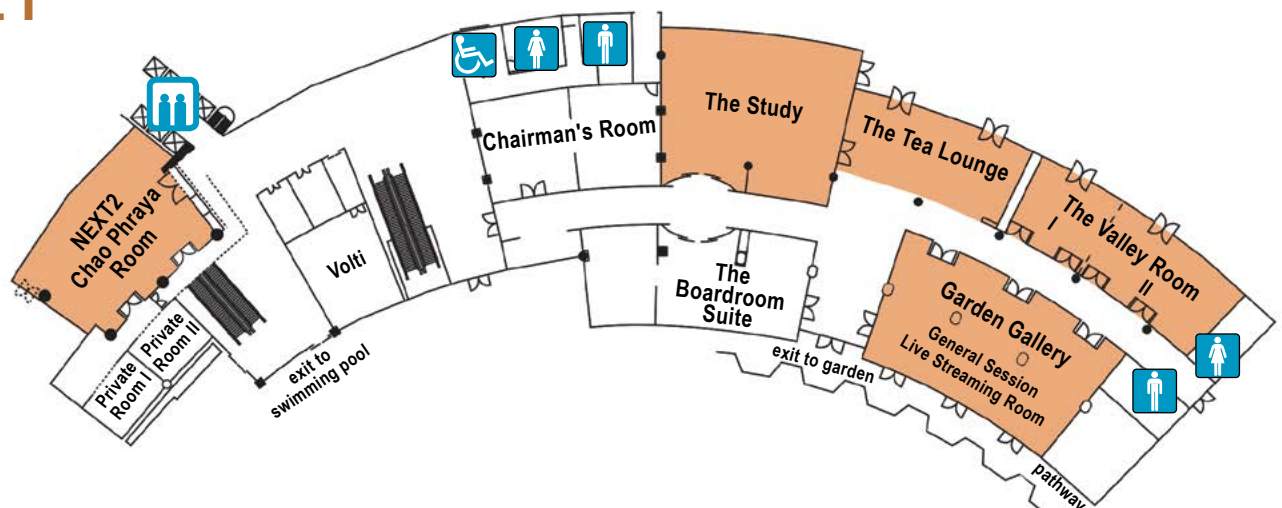 The Study
The Tea Lounge
Chairman's Room
The Valley Room
I
II
NEXT2
Chao Phraya
Room
Volti
The
Boardroom
Suite
Garden Gallery
General Session
Live Streaming Room
Private
Room II
Private
Room I
exit to
swimming pool
exit to garden
pathway